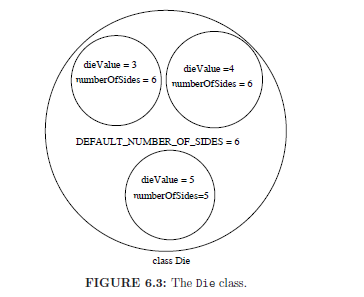 dieValue = 3
numberOfSides = 6
dieValue =4
numberOfSides = 6
DEFAULT_NUMBER_OF_SIDES = 6
dieValue = 5
numberOfSides=5
class Die
FIGURE 6.3: The Die class.